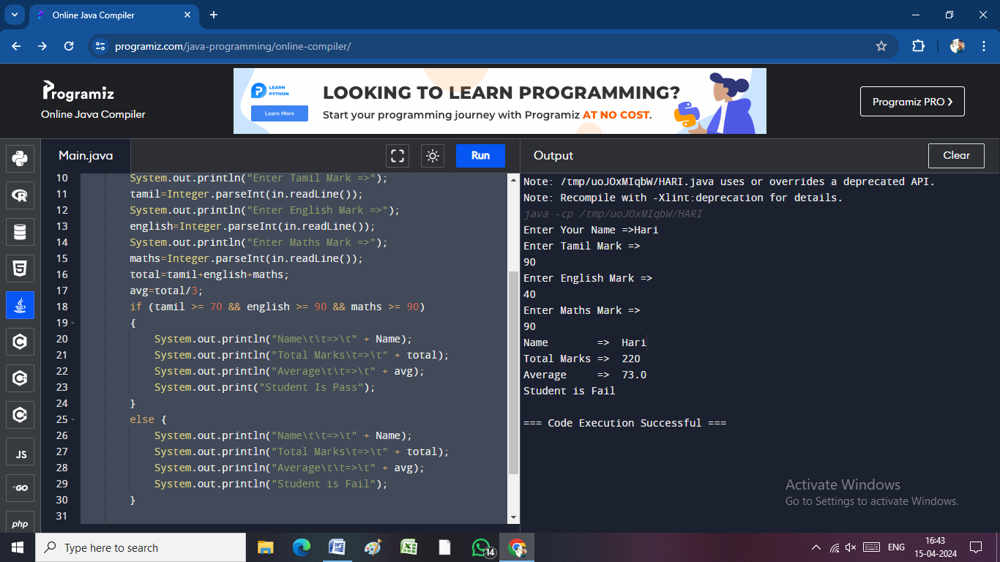 Online Java Compiler
programiz.com/java-programming/online-compiler/
Programiz
Online Java Compiler
LEARN
PYTHON
Learn More
LOOKING TO LEARN PROGRAMMING?
Start your programming journey with Programiz AT NO COST.
Programiz PRO ❯
Main.java
Run
Output
Clear
10 System.out.println("Enter Tamil Mark =>");
11 tamil=Integer.parseInt(in.readLine());
12 System.out.println("Enter English Mark =>");
13 english=Integer.parseInt(in.readLine());
14 System.out.println("Enter Maths Mark =>");
15 maths=Integer.parseInt(in.readLine());
16 total=tamil+english+maths;
17 avg=total/3;
18 if (tamil >= 70 && english >= 90 && maths >= 90)
19 {
20 System.out.println("Name\t\t=>\t" + Name);
21 System.out.println("Total Marks\t=>\t" + total);
22 System.out.println("Average\t\t=>\t" + avg);
23 System.out.print("Student Is Pass");
24 }
25 else {
26 System.out.println("Name\t\t=>\t" + Name);
27 System.out.println("Total Marks\t=>\t" + total);
28 System.out.println("Average\t\t=>\t" + avg);
29 System.out.println("Student is Fail");
30 }
31
Note: /tmp/uoJOxMIqbW/HARI.java uses or overrides a deprecated API.
Note: Recompile with -Xlint:deprecation for details.
java -cp /tmp/uoJOxMIqbW/HARI
Enter Your Name =>Hari
Enter Tamil Mark =>
90
Enter English Mark =>
40
Enter Maths Mark =>
90
Name => Hari
Total Marks => 220
Average => 73.0
Student is Fail
=== Code Execution Successful ===
Activate Windows
Go to Settings to activate Windows.
R
5
C
C
C
JS
GO
php
Type here to search
W
X
14
ENG
16:43
15-04-2024